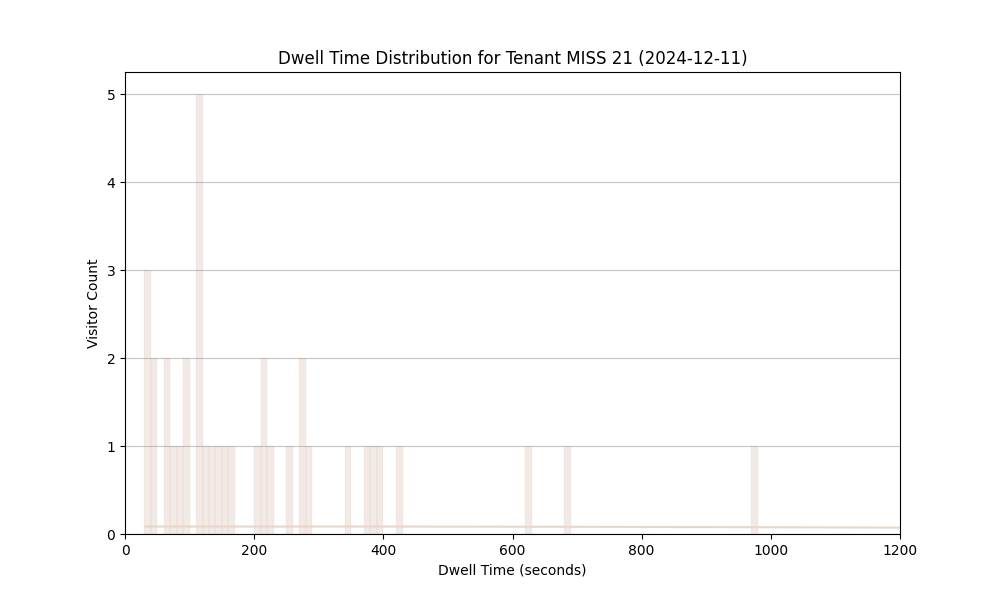 Dwell Time Distribution for Tenant MISS 21 (2024-12-11)
5
4
3
2
1
0
Visitor Count
0 200 400 600 800 1000 1200
Dwell Time (seconds)